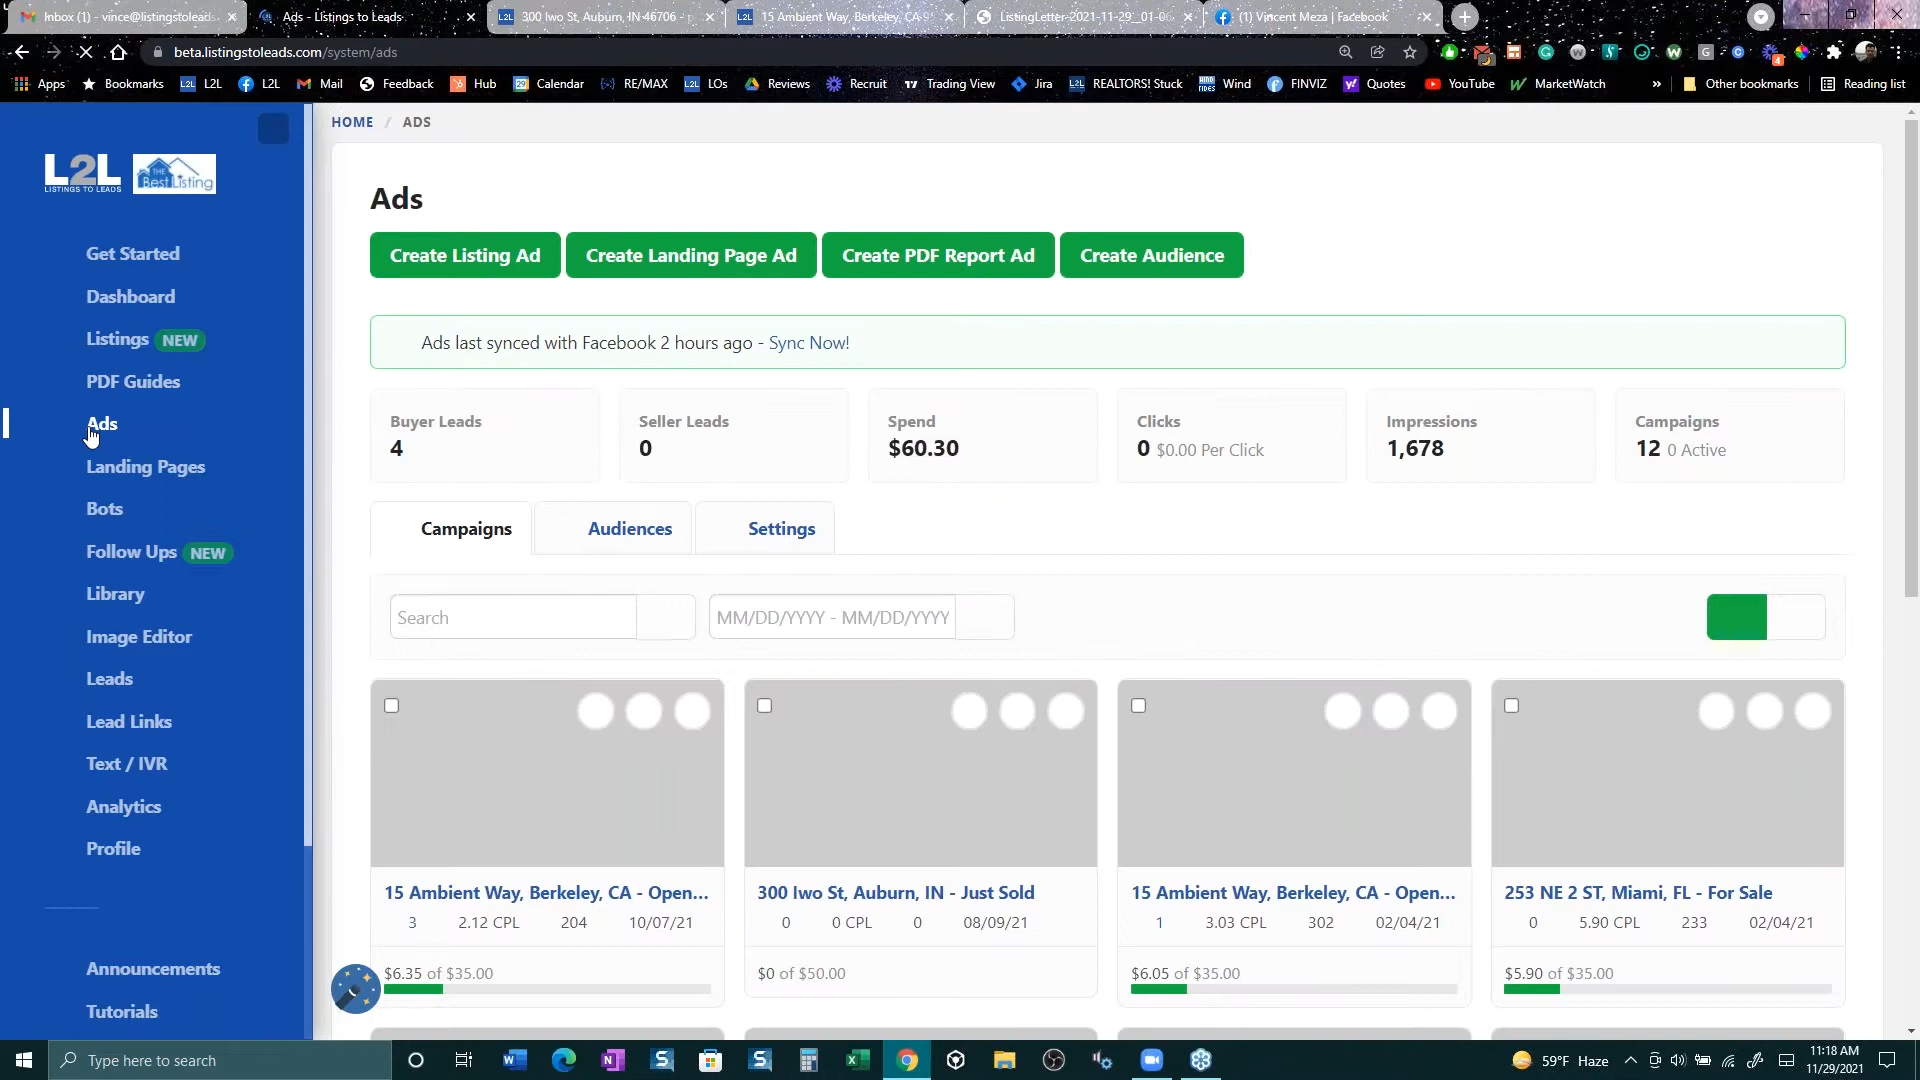 Inbox (1) - vince@listingstoleads.
Ads - Listings to Leads
300 Iwo St, Auburn, IN 46706 - p
15 Ambient Way, Berkeley, CA 9
ListingLetter-2021-11-29__01-06
(1) Vincent Meza | Facebook
beta.listingstoleads.com/system/ads
Apps
Bookmarks
L2L
L2L
Mail
Feedback
Hub
Calendar
RE/MAX
LOs
Reviews
Recruit
Trading View
Jira
REALTORS! Stuck
Wind
FINVIZ
Quotes
YouTube
MarketWatch
»
Other bookmarks
Reading list
L2L
LISTINGS TO LEADS
THE
Best Listing
Get Started
Dashboard
Listings NEW
PDF Guides
Ads
Landing Pages
Bots
Follow Ups NEW
Library
Image Editor
Leads
Lead Links
Text / IVR
Analytics
Profile
Announcements
Tutorials
HOME / ADS
Ads
Create Listing Ad
Create Landing Page Ad
Create PDF Report Ad
Create Audience
Ads last synced with Facebook 2 hours ago - Sync Now!
Buyer Leads
4
Seller Leads
0
Spend
$60.30
Clicks
0 $0.00 Per Click
Impressions
1,678
Campaigns
12 0 Active
Campaigns
Audiences
Settings
Search
MM/DD/YYYY - MM/DD/YYYY
15 Ambient Way, Berkeley, CA - Open...
3 2.12 CPL 204 10/07/21
$6.35 of $35.00
300 Iwo St, Auburn, IN - Just Sold
0 0 CPL 0 08/09/21
$0 of $50.00
15 Ambient Way, Berkeley, CA - Open...
1 3.03 CPL 302 02/04/21
$6.05 of $35.00
253 NE 2 ST, Miami, FL - For Sale
0 5.90 CPL 233 02/04/21
$5.90 of $35.00
Type here to search
59°F Haze
11:18 AM
11/29/2021